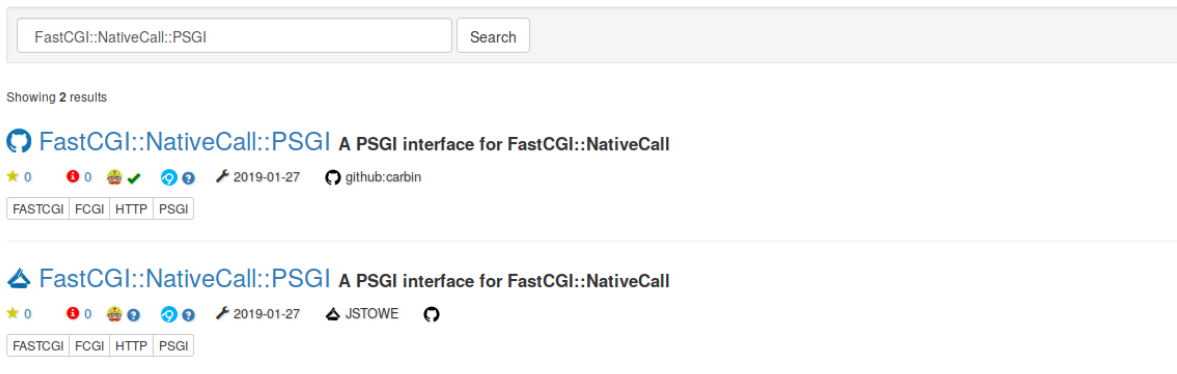 FastCGI::NativeCall::PSGI Search
Showing 2 results
FastCGI::NativeCall::PSGI A PSGI interface for FastCGI::NativeCall
0 0 2019-01-27 github:carbin
FASTCGI FCGI HTTP PSGI
FastCGI::NativeCall::PSGI A PSGI interface for FastCGI::NativeCall
0 0 2019-01-27 JSTOWE
FASTCGI FCGI HTTP PSGI